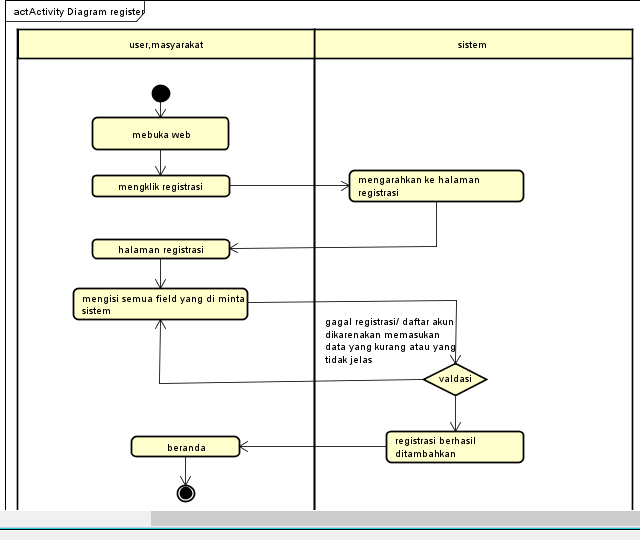 actActivity Diagram register
user,masyarakat
sistem
mebuka web
mengklik registrasi
mengarahkan ke halaman
registrasi
halaman registrasi
mengisi semua field yang di minta
sistem
gagal registrasi/ daftar akun
dikarenakan memasukan
data yang kurang atau yang
tidak jelas
valdasi
registrasi berhasil
ditambahkan
beranda